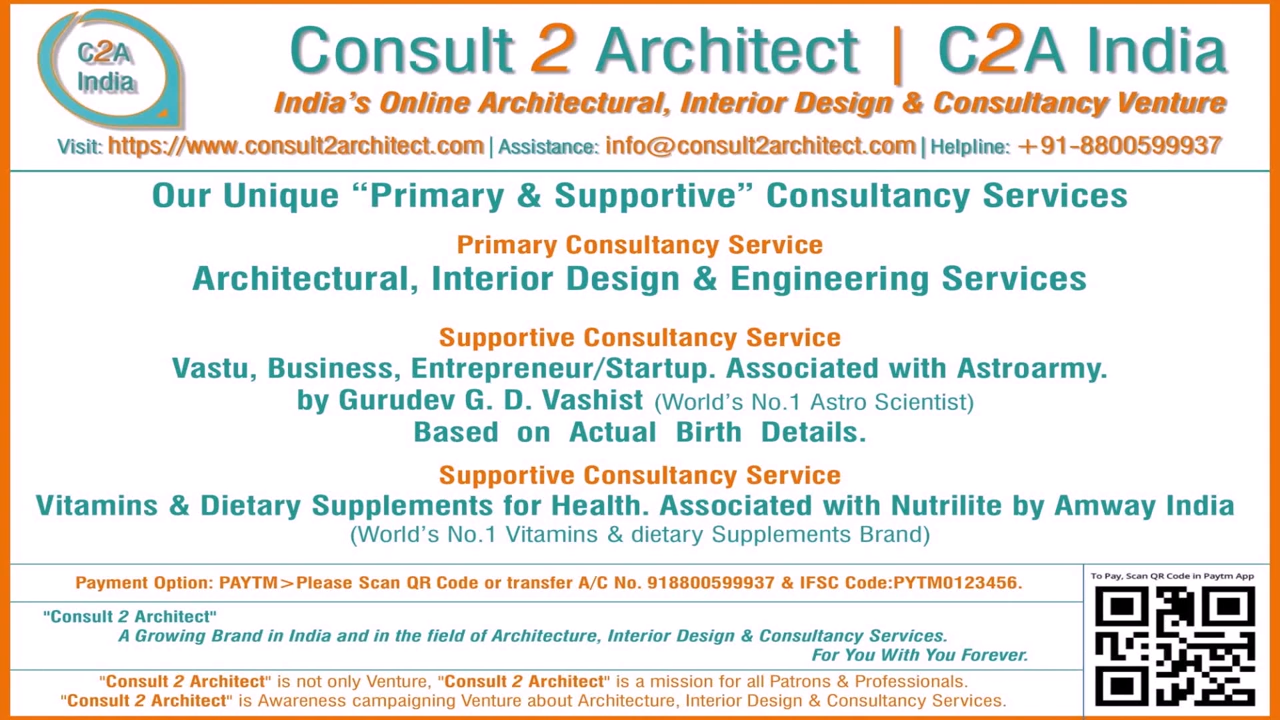 C2A
India
Consult 2 Architect | C2A India
India's Online Architectural, Interior Design & Consultancy Venture
Visit: https://www.consult2architect.com | Assistance: info@consult2architect.com | Helpline: +91-8800599937
Our Unique “Primary & Supportive” Consultancy Services
Primary Consultancy Service
Architectural, Interior Design & Engineering Services
Supportive Consultancy Service
Vastu, Business, Entrepreneur/Startup. Associated with Astroarmy.
by Gurudev G. D. Vashist (World's No.1 Astro Scientist)
Based on Actual Birth Details.
Supportive Consultancy Service
Vitamins & Dietary Supplements for Health. Associated with Nutrilite by Amway India
(World's No.1 Vitamins & dietary Supplements Brand)
Payment Option: PAYTM>Please Scan QR Code or transfer A/C No. 918800599937 & IFSC Code:PYTM0123456.
To Pay, Scan QR Code in Paytm App
"Consult 2 Architect"
A Growing Brand in India and in the field of Architecture, Interior Design & Consultancy Services.
For You With You Forever.
"Consult 2 Architect" is not only Venture, "Consult 2 Architect" is a mission for all Patrons & Professionals.
"Consult 2 Architect" is Awareness campaigning Venture about Architecture, Interior Design & Consultancy Services.